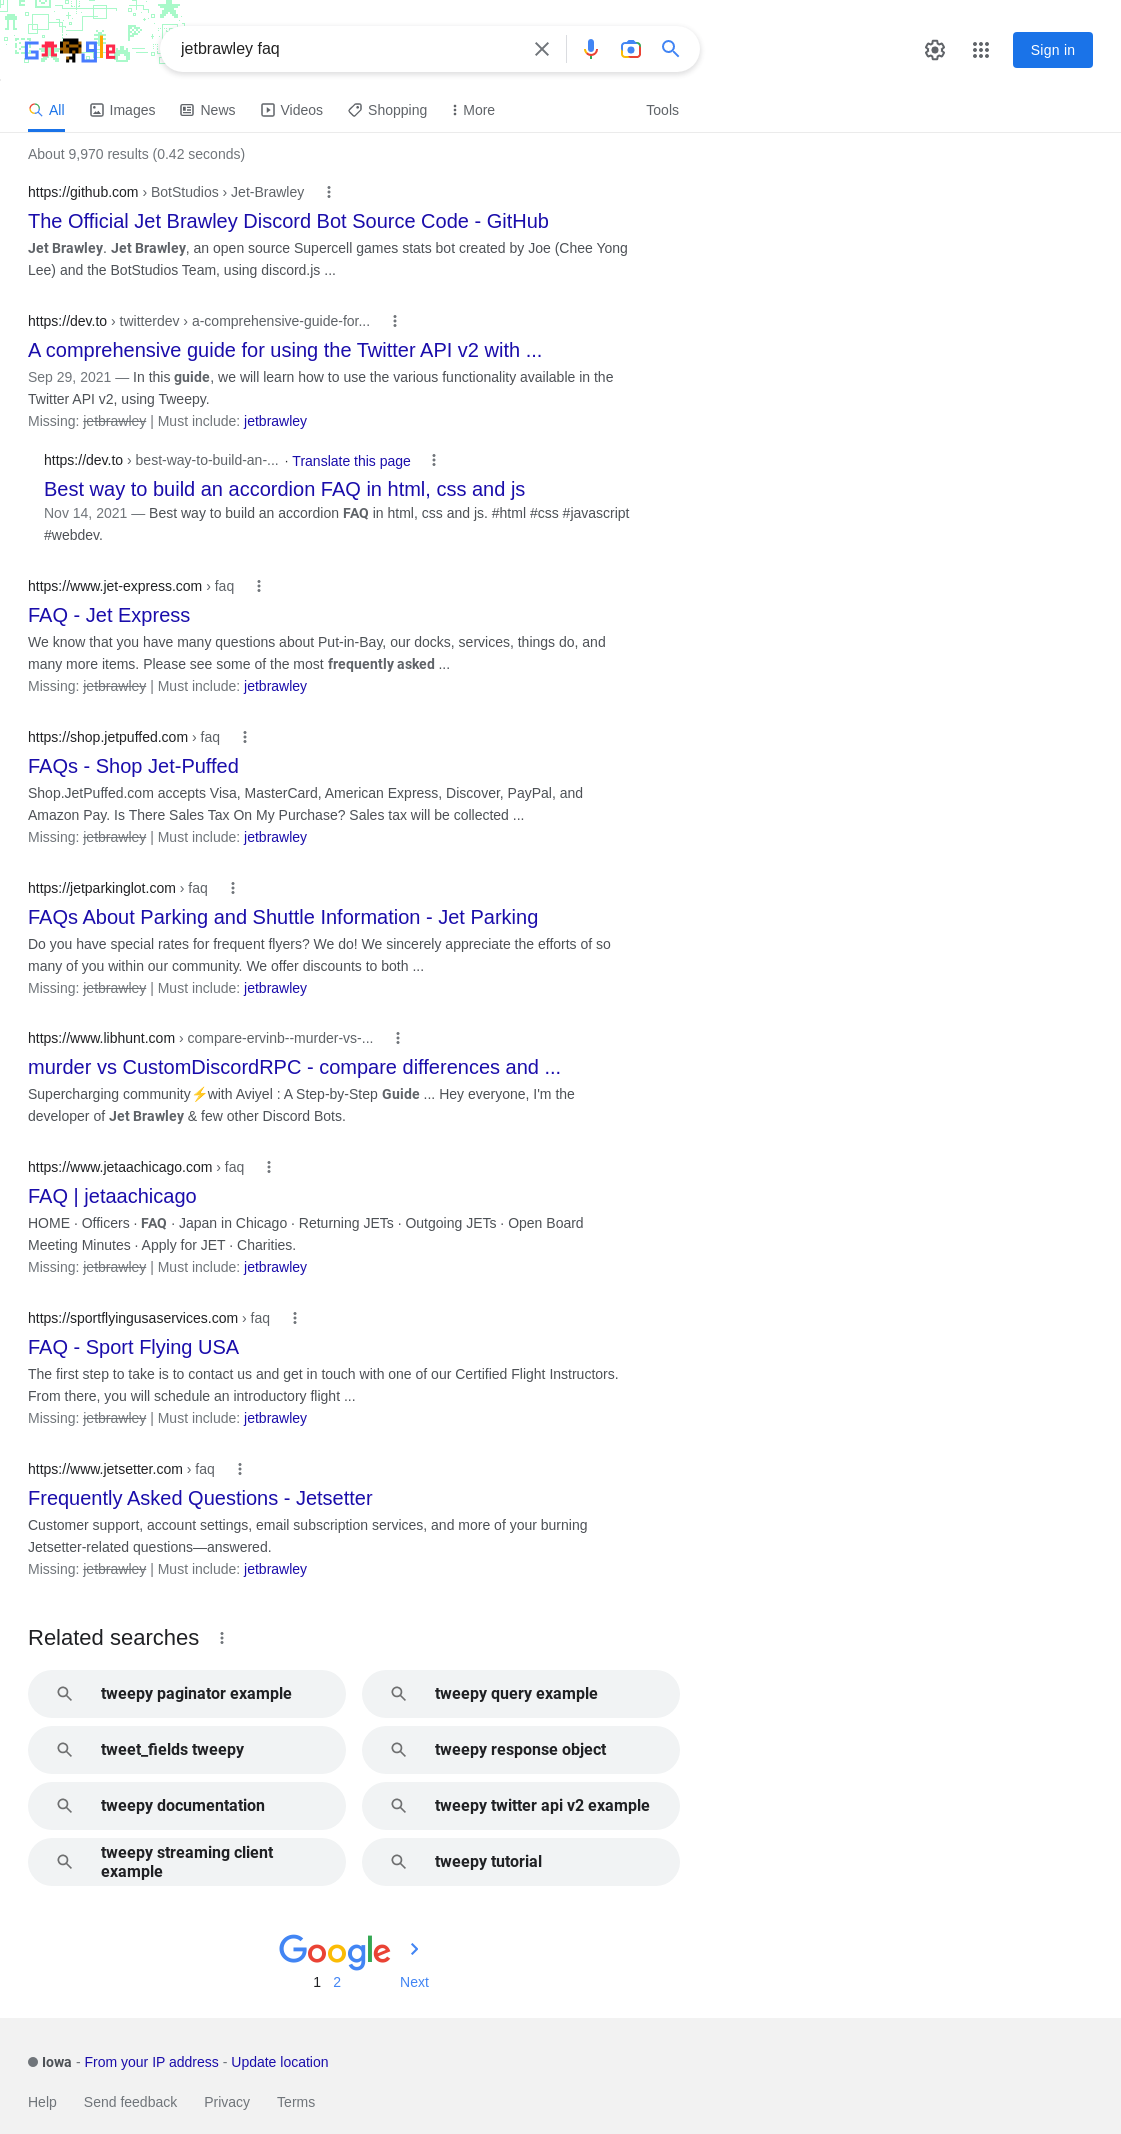 Google
jetbrawley faq
Sign in
All
Images
News
Videos
Shopping
More
Tools
About 9,970 results (0.42 seconds)
https://github.com › BotStudios › Jet-Brawley
The Official Jet Brawley Discord Bot Source Code - GitHub
Jet Brawley. Jet Brawley, an open source Supercell games stats bot created by Joe (Chee Yong
Lee) and the BotStudios Team, using discord.js ...
https://dev.to › twitterdev › a-comprehensive-guide-for...
A comprehensive guide for using the Twitter API v2 with ...
Sep 29, 2021 — In this guide, we will learn how to use the various functionality available in the
Twitter API v2, using Tweepy.
Missing: jetbrawley | Must include: jetbrawley
https://dev.to › best-way-to-build-an-... · Translate this page
Best way to build an accordion FAQ in html, css and js
Nov 14, 2021 — Best way to build an accordion FAQ in html, css and js. #html #css #javascript
#webdev.
https://www.jet-express.com › faq
FAQ - Jet Express
We know that you have many questions about Put-in-Bay, our docks, services, things do, and
many more items. Please see some of the most frequently asked ...
Missing: jetbrawley | Must include: jetbrawley
https://shop.jetpuffed.com › faq
FAQs - Shop Jet-Puffed
Shop.JetPuffed.com accepts Visa, MasterCard, American Express, Discover, PayPal, and
Amazon Pay. Is There Sales Tax On My Purchase? Sales tax will be collected ...
Missing: jetbrawley | Must include: jetbrawley
https://jetparkinglot.com › faq
FAQs About Parking and Shuttle Information - Jet Parking
Do you have special rates for frequent flyers? We do! We sincerely appreciate the efforts of so
many of you within our community. We offer discounts to both ...
Missing: jetbrawley | Must include: jetbrawley
https://www.libhunt.com › compare-ervinb--murder-vs-...
murder vs CustomDiscordRPC - compare differences and ...
Supercharging community⚡with Aviyel : A Step-by-Step Guide ... Hey everyone, I'm the
developer of Jet Brawley & few other Discord Bots.
https://www.jetaachicago.com › faq
FAQ | jetaachicago
HOME · Officers · FAQ · Japan in Chicago · Returning JETs · Outgoing JETs · Open Board
Meeting Minutes · Apply for JET · Charities.
Missing: jetbrawley | Must include: jetbrawley
https://sportflyingusaservices.com › faq
FAQ - Sport Flying USA
The first step to take is to contact us and get in touch with one of our Certified Flight Instructors.
From there, you will schedule an introductory flight ...
Missing: jetbrawley | Must include: jetbrawley
https://www.jetsetter.com › faq
Frequently Asked Questions - Jetsetter
Customer support, account settings, email subscription services, and more of your burning
Jetsetter-related questions—answered.
Missing: jetbrawley | Must include: jetbrawley
Related searches
tweepy paginator example
tweepy query example
tweet_fields tweepy
tweepy response object
tweepy documentation
tweepy twitter api v2 example
tweepy streaming client
example
tweepy tutorial
Google
1 2 Next
Iowa - From your IP address - Update location
Help Send feedback Privacy Terms